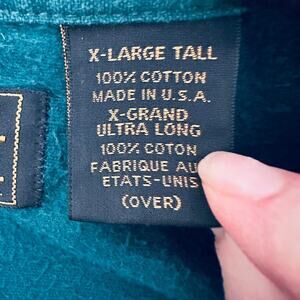 X-LARGE TALL
100% COTTON
MADE IN U.S.A.
X-GRAND
ULTRA LONG
100% COTON
FABRIQUE AU
ETATS-UNIS
(OVER)